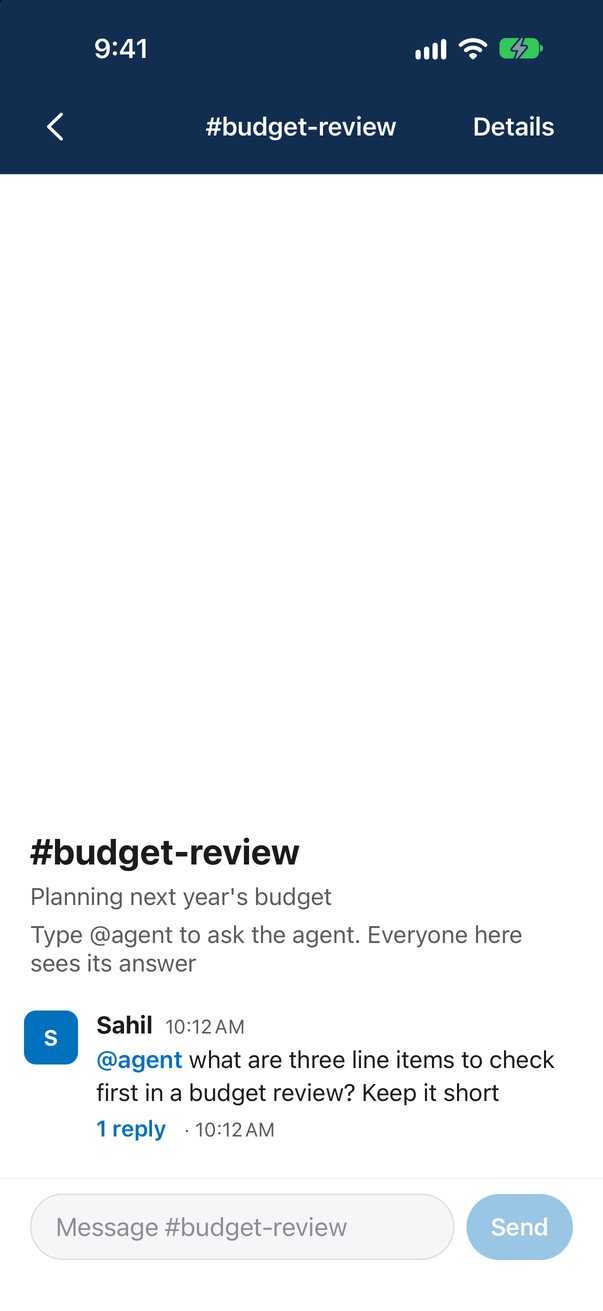 9:41
#budget-review
Details
#budget-review
Planning next year's budget
Type @agent to ask the agent. Everyone here
sees its answer
S
Sahil 10:12 AM
@agent what are three line items to check
first in a budget review? Keep it short
1 reply · 10:12 AM
Message #budget-review
Send